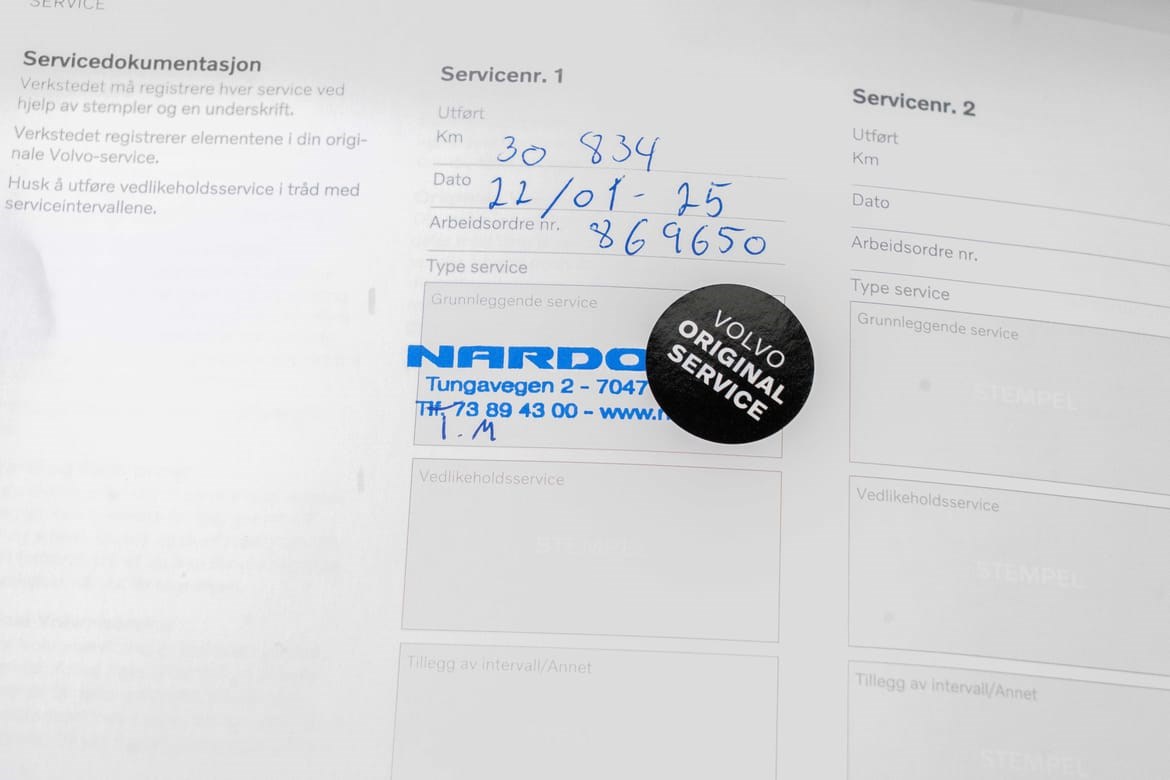 SERVICE
Servicedokumentasjon
Verkstedet må registrere hver service ved
hjelp av stempler og en underskrift.
Verkstedet registrerer elementene i din origi-
nale Volvo-service.
Husk å utføre vedlikeholdsservice i tråd med
serviceintervallene.
Servicenr. 1
Utført
Km 30 834
Dato 22/01-25
Arbeidsordre nr. 869650
Type service
Grunnleggende service
NARDO
Tungavegen 2 - 7047
Tlf. 73 89 43 00 - www.
T.M
VOLVO
ORIGINAL
SERVICE
Vedlikeholdsservice
STEMPEL
Tillegg av intervall/Annet
Servicenr. 2
Utført
Km
Dato
Arbeidsordre nr.
Type service
Grunnleggende service
STEMPEL
Vedlikeholdsservice
STEMPEL
Tillegg av intervall/Annet
STEMPEL